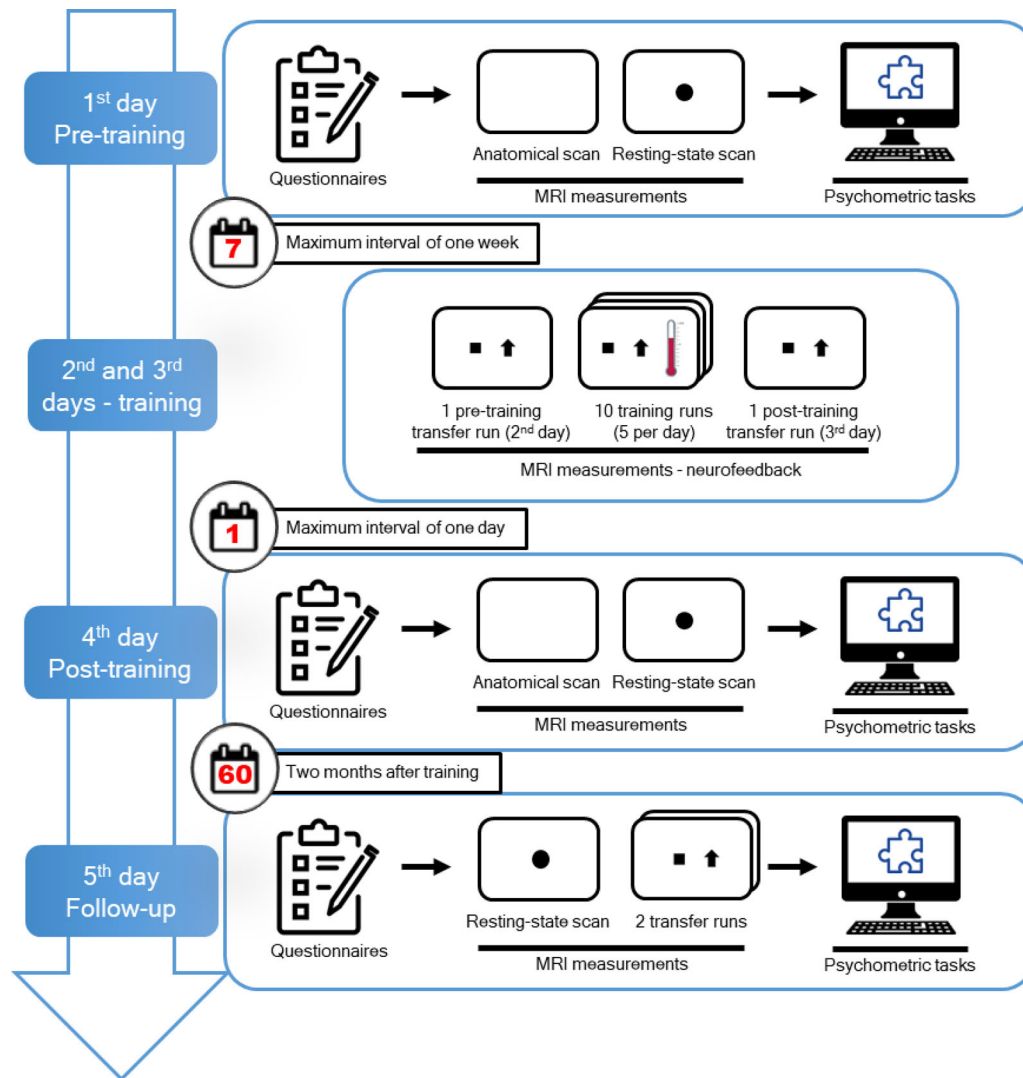 1st day
Pre-training
Questionnaires
Anatomical scan
Resting-state scan
MRI measurements
Psychometric tasks
7
Maximum interval of one week
2nd and 3rd
days - training
1 pre-training
transfer run (2nd day)
10 training runs
(5 per day)
1 post-training
transfer run (3rd day)
MRI measurements - neurofeedback
1
Maximum interval of one day
4th day
Post-training
Questionnaires
Anatomical scan
Resting-state scan
MRI measurements
Psychometric tasks
60
Two months after training
5th day
Follow-up
Questionnaires
Resting-state scan
2 transfer runs
MRI measurements
Psychometric tasks